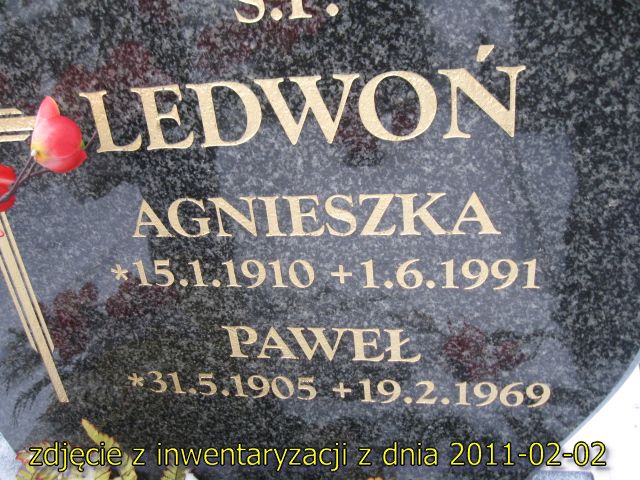 Ś.P.
LEDWOŃ
AGNIESZKA
*15.1.1910 +1.6.1991
PAWEŁ
*31.5.1905 +19.2.1969
zdjęcie z inwentaryzacji z dnia 2011-02-02